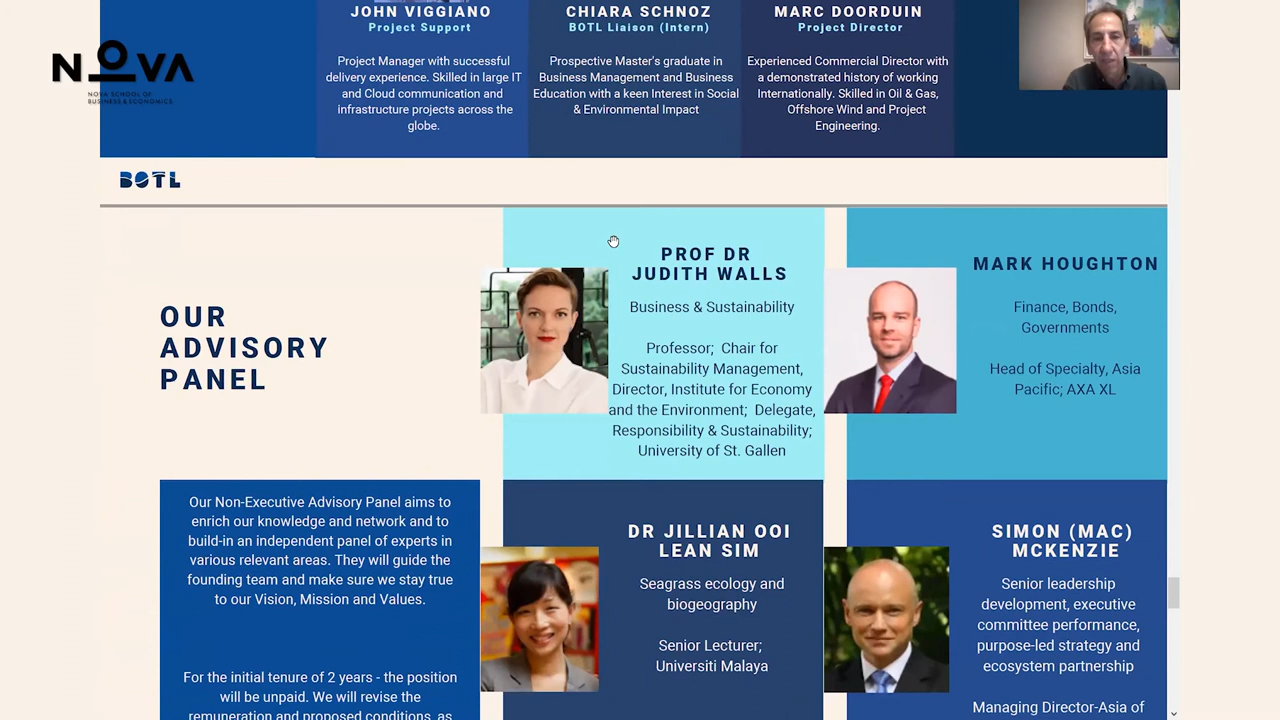 JOHN VIGGIANO
Project Support
Project Manager with successful
delivery experience. Skilled in large IT
and Cloud communication and
infrastructure projects across the
globe.
CHIARA SCHNOZ
BOTL Liaison (Intern)
Prospective Master's graduate in
Business Management and Business
Education with a keen Interest in Social
& Environmental Impact
MARC DOORDUIN
Project Director
Experienced Commercial Director with
a demonstrated history of working
Internationally. Skilled in Oil & Gas,
Offshore Wind and Project
Engineering.
NOVA
NOVA SCHOOL OF
BUSINESS & ECONOMICS
BOTL
OUR
ADVISORY
PANEL
PROF DR
JUDITH WALLS
Business & Sustainability
Professor; Chair for
Sustainability Management,
Director, Institute for Economy
and the Environment; Delegate,
Responsibility & Sustainability;
University of St. Gallen
MARK HOUGHTON
Finance, Bonds,
Governments
Head of Specialty, Asia
Pacific; AXA XL
Our Non-Executive Advisory Panel aims to
enrich our knowledge and network and to
build-in an independent panel of experts in
various relevant areas. They will guide the
founding team and make sure we stay true
to our Vision, Mission and Values.
For the initial tenure of 2 years - the position
will be unpaid. We will revise the
remuneration and proposed conditions, as
DR JILLIAN OOI
LEAN SIM
Seagrass ecology and
biogeography
Senior Lecturer;
Universiti Malaya
SIMON (MAC)
MCKENZIE
Senior leadership
development, executive
committee performance,
purpose-led strategy and
ecosystem partnership
Managing Director-Asia of